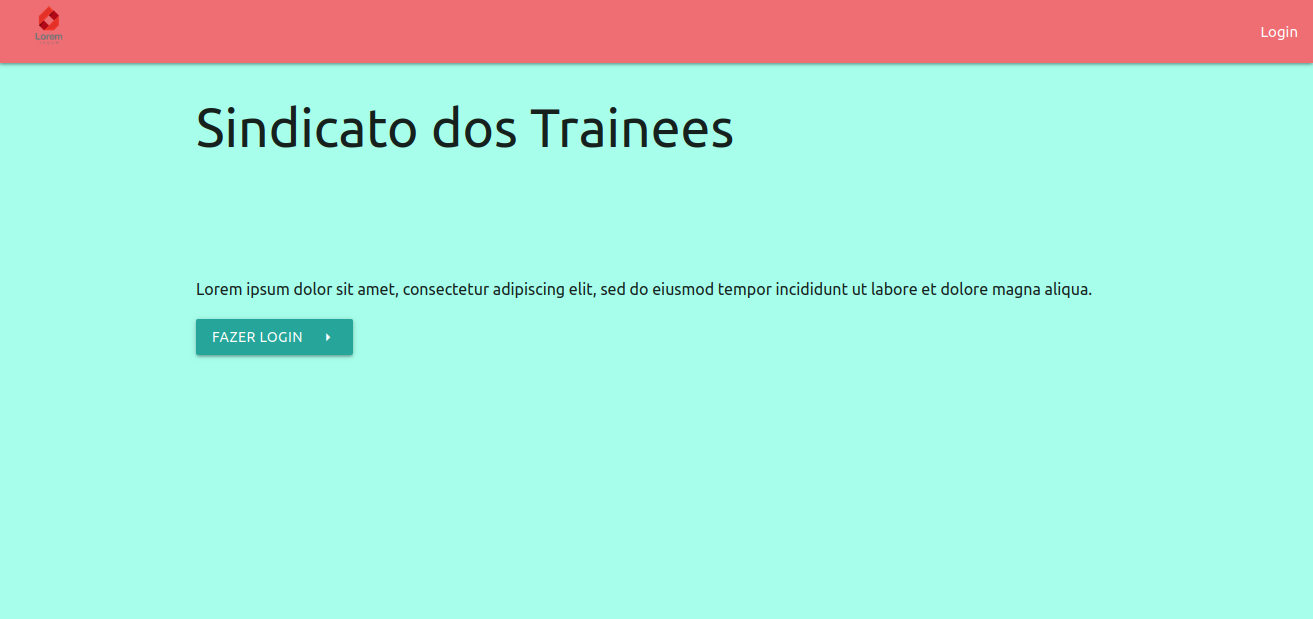 Lorem
Login
Sindicato dos Trainees
Lorem ipsum dolor sit amet, consectetur adipiscing elit, sed do eiusmod tempor incididunt ut labore et dolore magna aliqua.
FAZER LOGIN